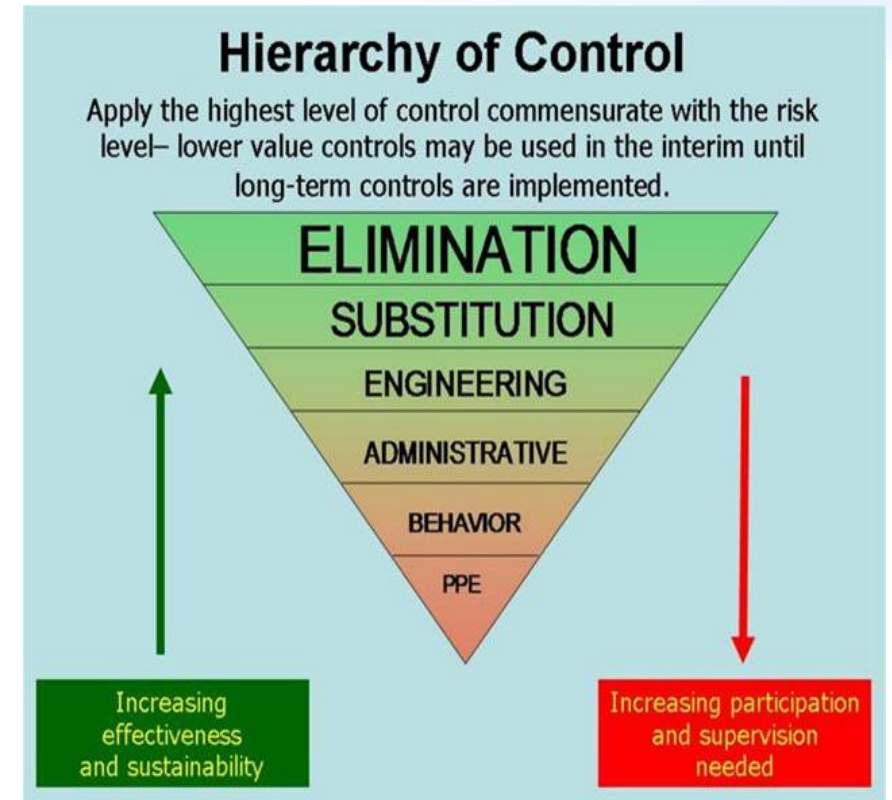 Hierarchy of Control
Apply the highest level of control commensurate with the risk
level– lower value controls may be used in the interim until
long-term controls are implemented.
ELIMINATION
SUBSTITUTION
ENGINEERING
ADMINISTRATIVE
BEHAVIOR
PPE
Increasing
effectiveness
and sustainability
Increasing participation
and supervision
needed